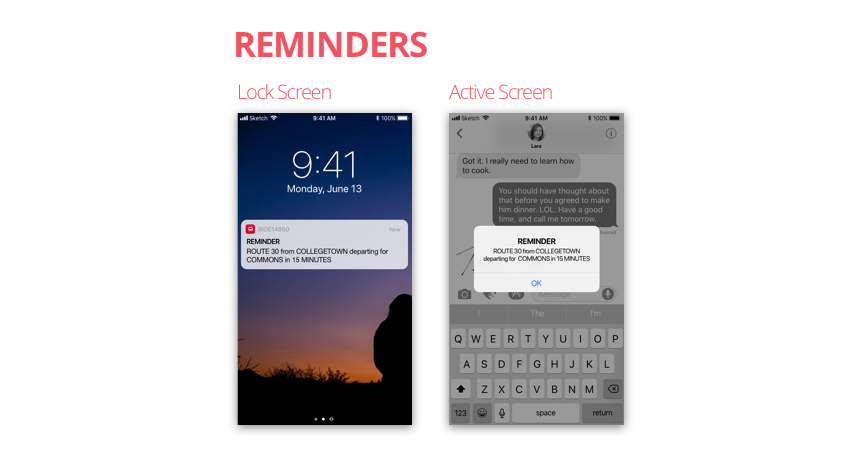 REMINDERS
Lock Screen
Active Screen
Sketch 9:41 AM 100%
9:41
Monday, June 13
RIDE14850 now
REMINDER
ROUTE 30 from COLLEGETOWN departing for
COMMONS in 15 MINUTES
Sketch 9:41 AM 100%
Lara
Got it. I really need to learn how
to cook.
You should have thought about
that before you agreed to make
him dinner. LOL. Have a good
time, and call me tomorrow.
REMINDER
ROUTE 30 from COLLEGETOWN
departing for COMMONS in 15 MINUTES
OK
iMessage
I The I'm
Q W E R T Y U I O P
A S D F G H J K L
Z X C V B N M
123 space return